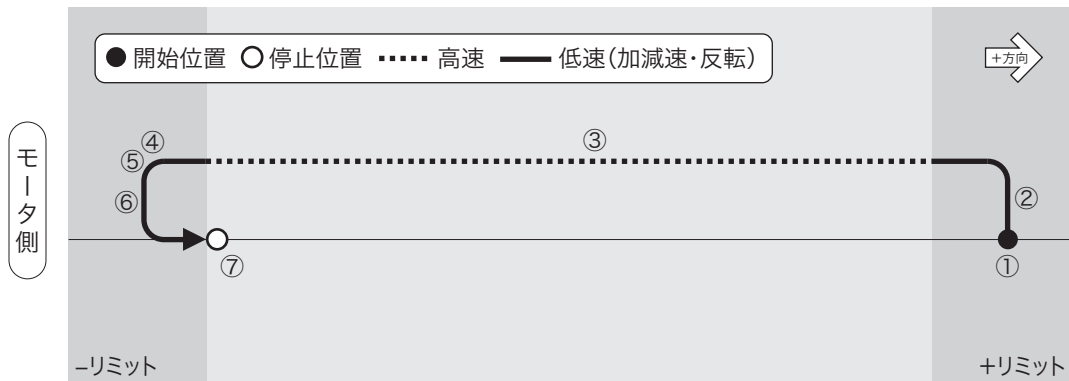 ●開始位置 ○停止位置 ••••• 高速 ━━ 低速(加減速・反転)
+方向
モータ側
④
③
⑤
⑥
②
⑦
①
−リミット
+リミット